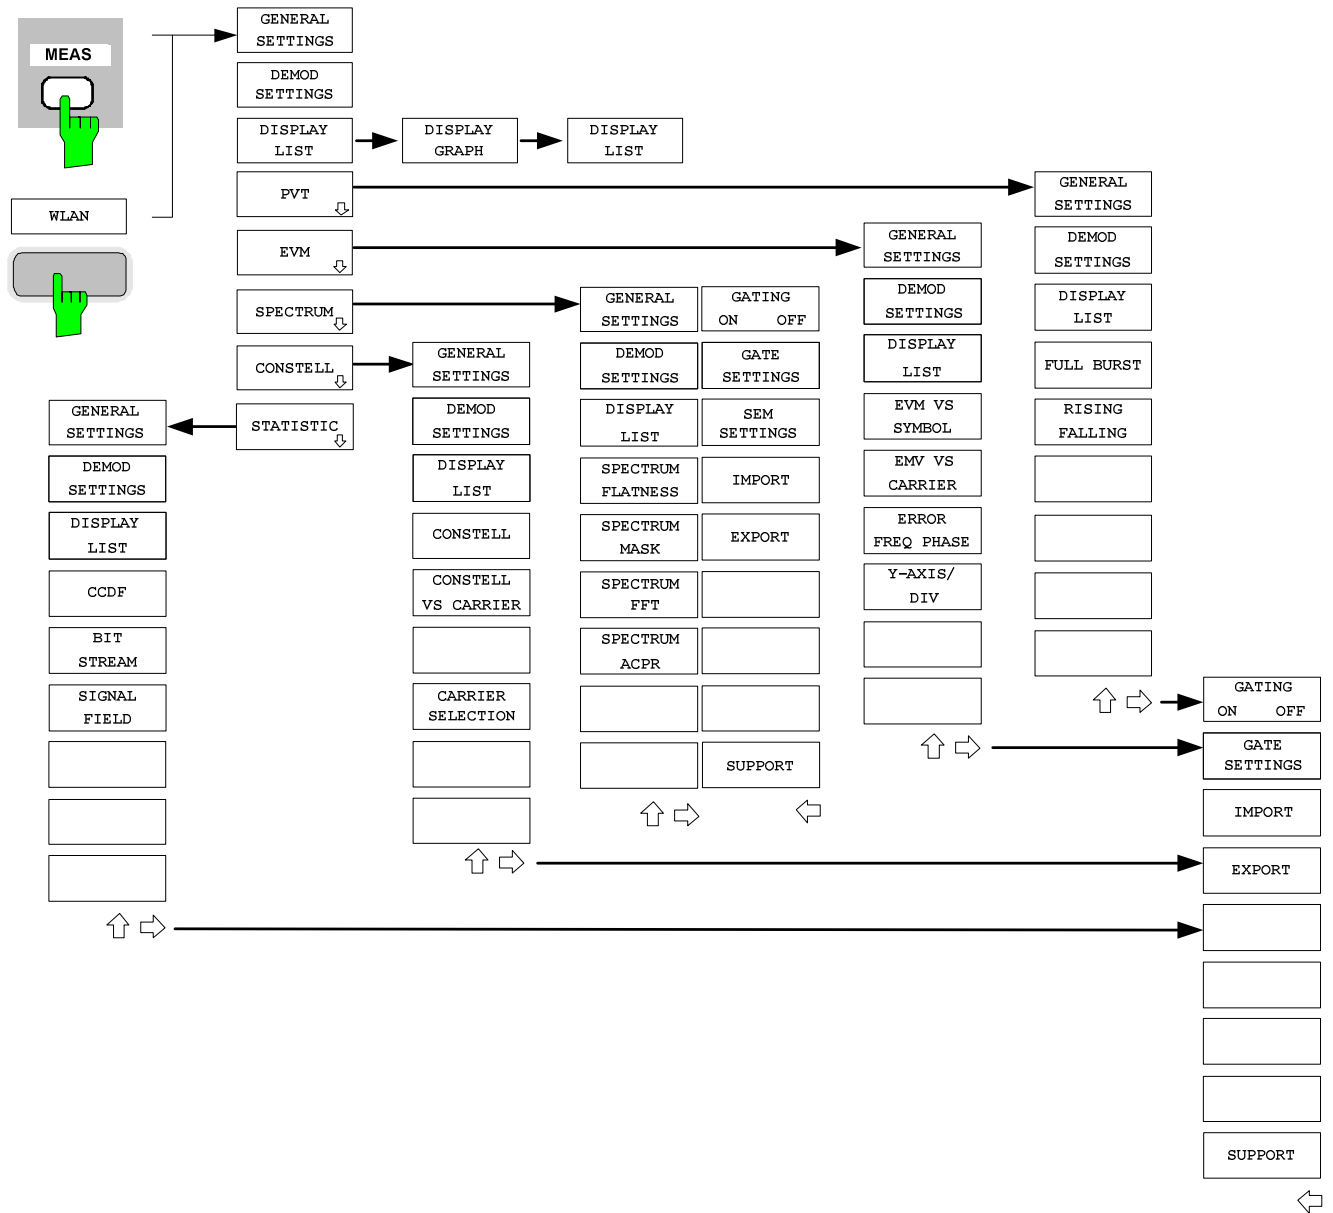 MEAS
WLAN
GENERAL
SETTINGS
DEMOD
SETTINGS
DISPLAY
LIST
DISPLAY
GRAPH
DISPLAY
LIST
PVT
EVM
SPECTRUM
CONSTELL
STATISTIC
GENERAL
SETTINGS
DEMOD
SETTINGS
DISPLAY
LIST
CCDF
BIT
STREAM
SIGNAL
FIELD
GENERAL
SETTINGS
DEMOD
SETTINGS
DISPLAY
LIST
CONSTELL
CONSTELL
VS CARRIER
CARRIER
SELECTION
GENERAL
SETTINGS
DEMOD
SETTINGS
DISPLAY
LIST
SPECTRUM
FLATNESS
SPECTRUM
MASK
SPECTRUM
FFT
SPECTRUM
ACPR
GATING
ON OFF
GATE
SETTINGS
SEM
SETTINGS
IMPORT
EXPORT
SUPPORT
GENERAL
SETTINGS
DEMOD
SETTINGS
DISPLAY
LIST
EVM VS
SYMBOL
EMV VS
CARRIER
ERROR
FREQ PHASE
Y-AXIS/
DIV
GENERAL
SETTINGS
DEMOD
SETTINGS
DISPLAY
LIST
FULL BURST
RISING
FALLING
GATING
ON OFF
GATE
SETTINGS
IMPORT
EXPORT
SUPPORT